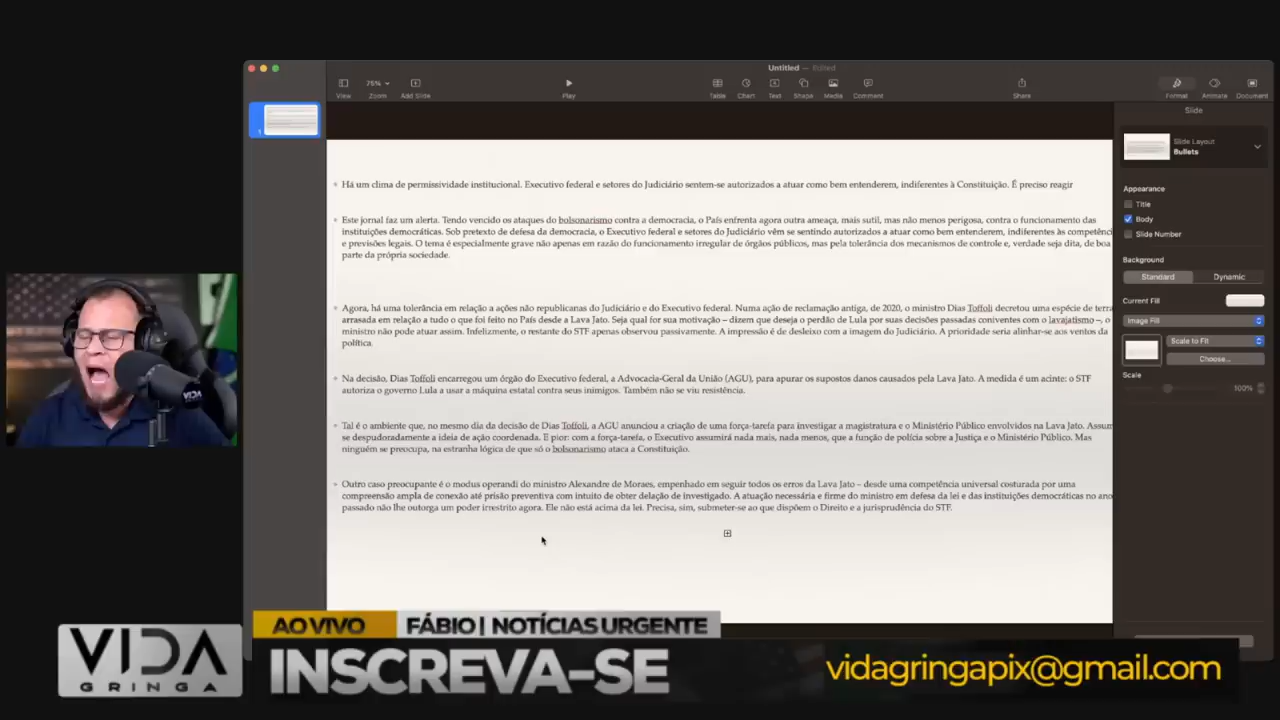 Untitled — Edited
View
75%
Zoom
Add Slide
Play
Table
Chart
Text
Shape
Media
Comment
Share
Format
Animate
Document
1
Há um clima de permissividade institucional. Executivo federal e setores do Judiciário sentem-se autorizados a atuar como bem entenderem, indiferentes à Constituição. É preciso reagir
Este jornal faz um alerta. Tendo vencido os ataques do bolsonarismo contra a democracia, o País enfrenta agora outra ameaça, mais sutil, mas não menos perigosa, contra o funcionamento das
instituições democráticas. Sob pretexto de defesa da democracia, o Executivo federal e setores do Judiciário vêm se sentindo autorizados a atuar como bem entenderem, indiferentes às competênci
e previsões legais. O tema é especialmente grave não apenas em razão do funcionamento irregular de órgãos públicos, mas pela tolerância dos mecanismos de controle e, verdade seja dita, de boa
parte da própria sociedade.
Agora, há uma tolerância em relação a ações não republicanas do Judiciário e do Executivo federal. Numa ação de reclamação antiga, de 2020, o ministro Dias Toffoli decretou uma espécie de terra
arrasada em relação a tudo o que foi feito no País desde a Lava Jato. Seja qual for sua motivação – dizem que deseja o perdão de Lula por suas decisões passadas coniventes com o lavajatismo –, o
ministro não pode atuar assim. Infelizmente, o restante do STF apenas observou passivamente. A impressão é de desleixo com a imagem do Judiciário. A prioridade seria alinhar-se aos ventos da
política.
Na decisão, Dias Toffoli encarregou um órgão do Executivo federal, a Advocacia-Geral da União (AGU), para apurar os supostos danos causados pela Lava Jato. A medida é um acinte: o STF
autoriza o governo Lula a usar a máquina estatal contra seus inimigos. Também não se viu resistência.
Tal é o ambiente que, no mesmo dia da decisão de Dias Toffoli, a AGU anunciou a criação de uma força-tarefa para investigar a magistratura e o Ministério Público envolvidos na Lava Jato. Assum
se despudoradamente a ideia de ação coordenada. E pior: com a força-tarefa, o Executivo assumirá nada mais, nada menos, que a função de polícia sobre a Justiça e o Ministério Público. Mas
ninguém se preocupa, na estranha lógica de que só o bolsonarismo ataca a Constituição.
Outro caso preocupante é o modus operandi do ministro Alexandre de Moraes, empenhado em seguir todos os erros da Lava Jato – desde uma competência universal costurada por uma
compreensão ampla de conexão até prisão preventiva com intuito de obter delação de investigado. A atuação necessária e firme do ministro em defesa da lei e das instituições democráticas no ano
passado não lhe outorga um poder irrestrito agora. Ele não está acima da lei. Precisa, sim, submeter-se ao que dispõem o Direito e a jurisprudência do STF.
Slide
Slide Layout
Bullets
Appearance
Title
Body
Slide Number
Background
Standard
Dynamic
Current Fill
Image Fill
Scale to Fit
Choose...
Scale
100%
VIDA
AO VIVO
FÁBIO | NOTÍCIAS URGENTE
VIDA
GRINGA
INSCREVA-SE
vidagringapix@gmail.com